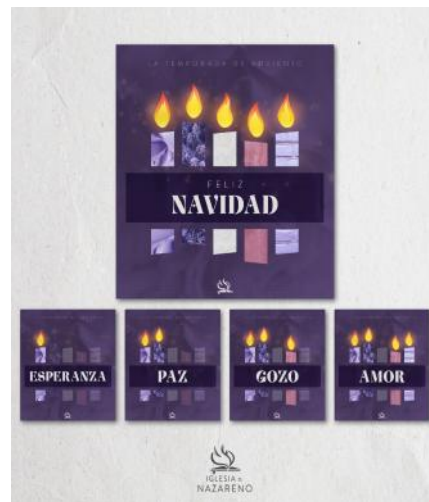 LA TEMPORADA DE ADVIENTO
FELIZ
NAVIDAD
ESPERANZA
PAZ
GOZO
AMOR
IGLESIA DEL
NAZARENO